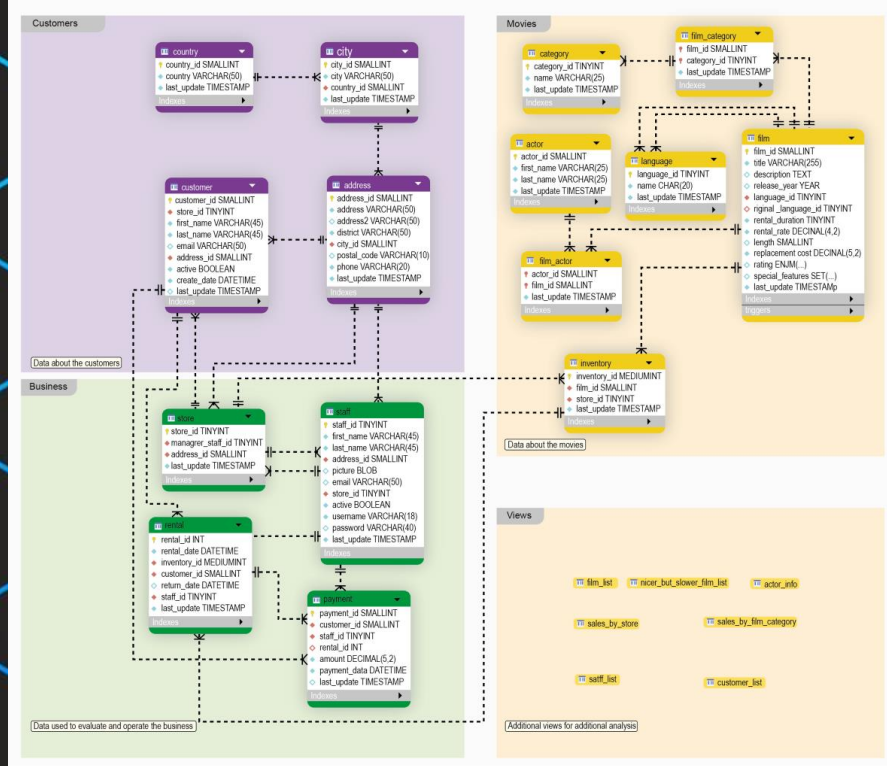 Customers
country
country_id SMALLINT
country VARCHAR(50)
last_update TIMESTAMP
Indexes
city
city_id SMALLINT
city VARCHAR(50)
country_id SMALLINT
last_update TIMESTAMP
Indexes
customer
customer_id SMALLINT
store_id TINYINT
first_name VARCHAR(45)
last_name VARCHAR(45)
email VARCHAR(50)
address_id SMALLINT
active BOOLEAN
create_date DATETIME
last_update TIMESTAMP
Indexes
address
address_id SMALLINT
address VARCHAR(50)
address2 VARCHAR(50)
district VARCHAR(50)
city_id SMALLINT
postal_code VARCHAR(10)
phone VARCHAR(20)
last_update TIMESTAMP
Indexes
Data about the customers
Business
store
store_id TINYINT
managrer_staff_id TINYINT
address_id SMALLINT
last_update TIMESTAMP
Indexes
staff
staff_id TINYINT
first_name VARCHAR(45)
last_name VARCHAR(45)
address_id SMALLINT
picture BLOB
email VARCHAR(50)
store_id TINYINT
active BOOLEAN
username VARCHAR(18)
password VARCHAR(40)
last_update TIMESTAMP
Indexes
rental
rental_id INT
rental_date DATETIME
inventory_id MEDIUMINT
customer_id SMALLINT
return_date DATETIME
staff_id TINYINT
last_update TIMESTAMP
Indexes
payment
payment_id SMALLINT
customer_id SMALLINT
staff_id TINYINT
rental_id INT
amount DECIMAL(5,2)
payment_data DATETIME
last_update TIMESTAMP
Indexes
Data used to evaluate and operate the business
Movies
category
category_id TINYINT
name VARCHAR(25)
last_update TIMESTAMP
Indexes
film_category
film_id SMALLINT
category_id TINYINT
last_update TIMESTAMP
Indexes
actor
actor_id SMALLINT
first_name VARCHAR(25)
last_name VARCHAR(25)
last_update TIMESTAMP
Indexes
language
language_id TINYINT
name CHAR(20)
last_update TIMESTAMP
Indexes
film
film_id SMALLINT
title VARCHAR(255)
description TEXT
release_year YEAR
language_id TINYINT
riginal _language_id TINYINT
rental_duration TINYINT
rental_rate DECINAL(4,2)
length SMALLINT
replacement cost DECINAL(5,2)
rating ENJM(...)
special_features SET(...)
last_update TIMESTAMp
Indexes
triggers
film_actor
actor_id SMALLINT
film_id SMALLINT
last_update TIMESTAMP
Indexes
inventory
inventory_id MEDIUMINT
film_id SMALLINT
store_id TINYINT
last_update TIMESTAMP
Indexes
Data about the movies
Views
film_list
nicer_but_slower_film_list
actor_info
sales_by_store
sales_by_film_category
satff_list
customer_list
Additional views for additional analysis